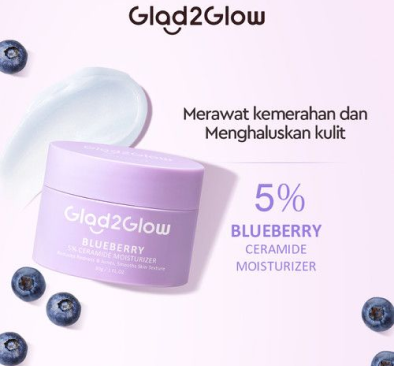 Glad2Glow
Merawat kemerahan dan
Menghaluskan kulit
5%
BLUEBERRY
CERAMIDE
MOISTURIZER
Glad2Glow
BLUEBERRY
5% CERAMIDE MOISTURIZER